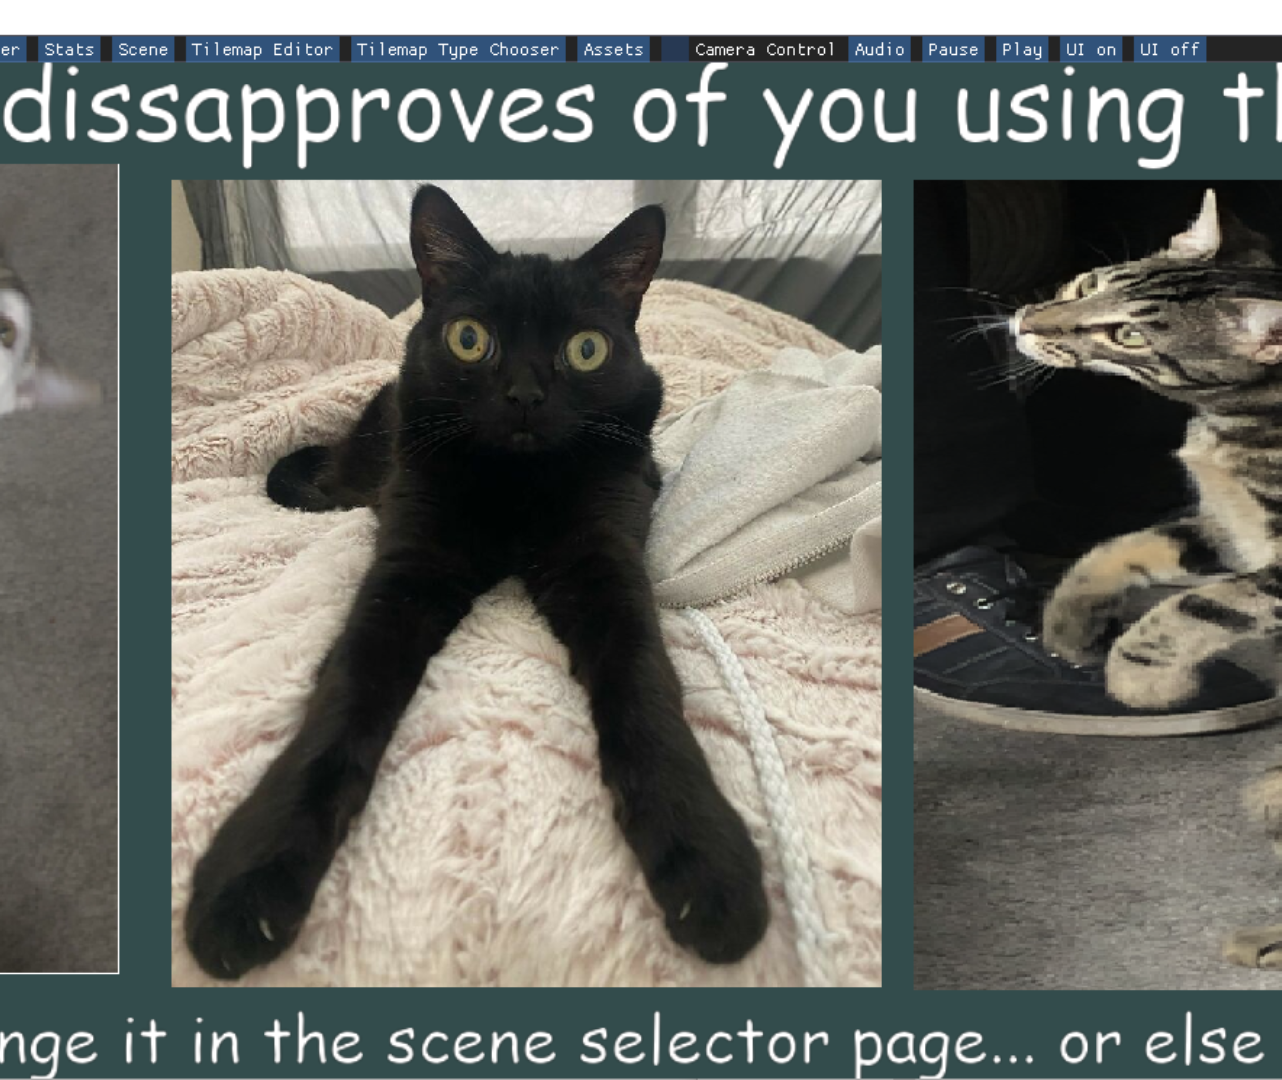 er Stats Scene Tilemap Editor Tilemap Type Chooser Assets Camera Control Audio Pause Play UI on UI off
dissapproves of you using th
nge it in the scene selector page... or else